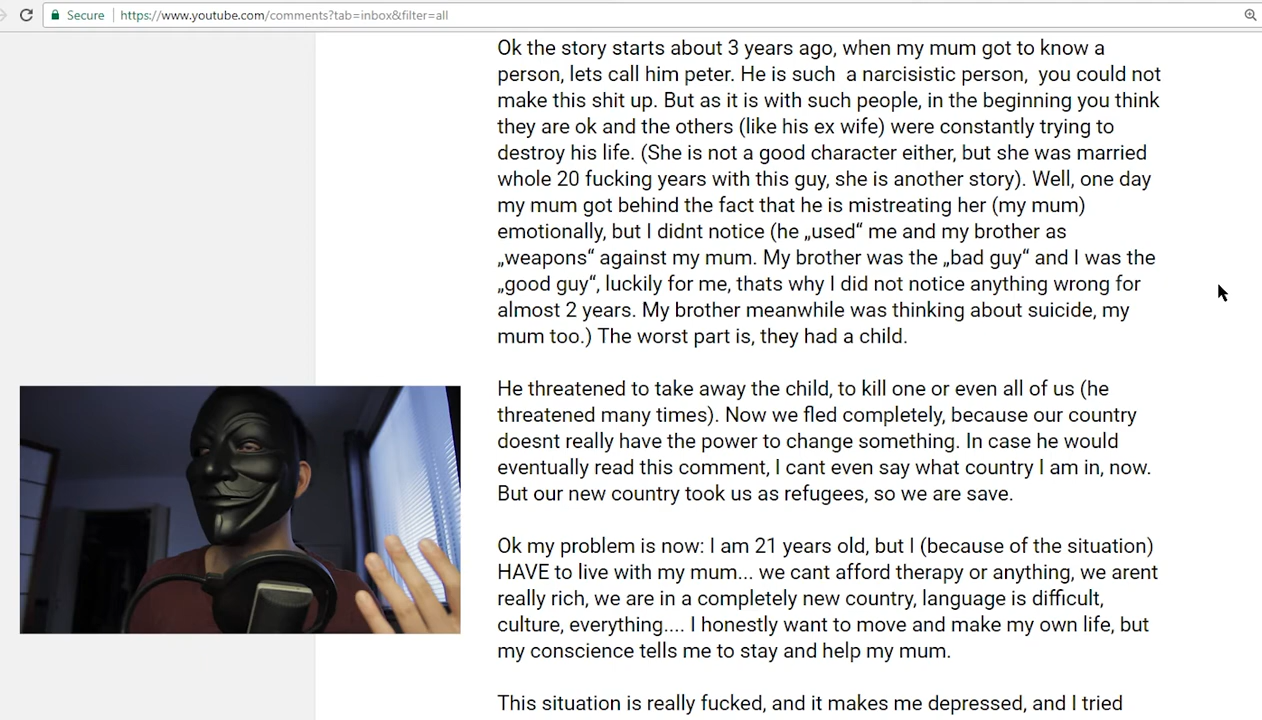 Secure https://www.youtube.com/comments?tab=inbox&filter=all
Ok the story starts about 3 years ago, when my mum got to know a
person, lets call him peter. He is such  a narcisistic person,  you could not
make this shit up. But as it is with such people, in the beginning you think
they are ok and the others (like his ex wife) were constantly trying to
destroy his life. (She is not a good character either, but she was married
whole 20 fucking years with this guy, she is another story). Well, one day
my mum got behind the fact that he is mistreating her (my mum)
emotionally, but I didnt notice (he „used“ me and my brother as
„weapons“ against my mum. My brother was the „bad guy“ and I was the
„good guy“, luckily for me, thats why I did not notice anything wrong for
almost 2 years. My brother meanwhile was thinking about suicide, my
mum too.) The worst part is, they had a child.
He threatened to take away the child, to kill one or even all of us (he
threatened many times). Now we fled completely, because our country
doesnt really have the power to change something. In case he would
eventually read this comment, I cant even say what country I am in, now.
But our new country took us as refugees, so we are save.
Ok my problem is now: I am 21 years old, but I (because of the situation)
HAVE to live with my mum... we cant afford therapy or anything, we arent
really rich, we are in a completely new country, language is difficult,
culture, everything.... I honestly want to move and make my own life, but
my conscience tells me to stay and help my mum.
This situation is really fucked, and it makes me depressed, and I tried